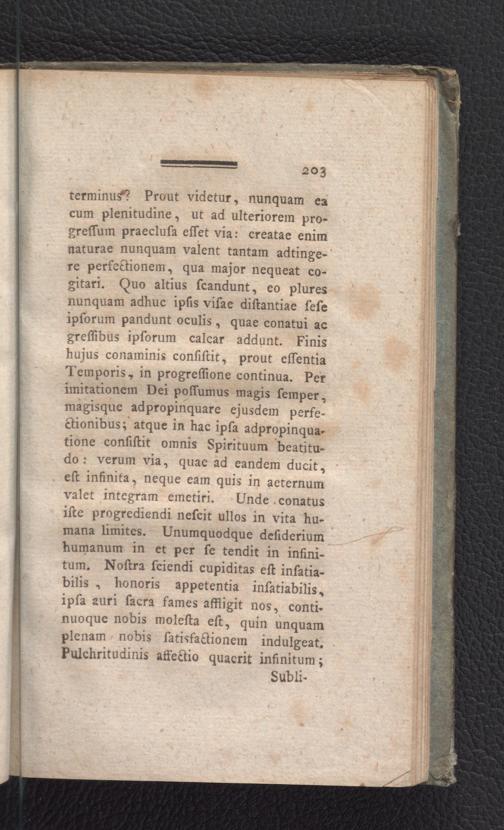 203
terminus? Prout videtur, nunquam ea
cum plenitudine, ut ad ulteriorem pro-
greſſum praecluſa eſſet via: creatae enim
naturae nunquam valent tantam adtinge-
re perfectionem, qua major nequeat co-
gitari. Quo altius ſcandunt, eo plures
nunquam adhuc ipſis viſae diſtantiae ſeſe
ipſorum pandunt oculis, quae conatui ac
greſſibus ipſorum calcar addunt. Finis
hujus conaminis conſiſtit, prout eſſentia
Temporis, in progreſſione continua. Per
imitationem Dei poſſumus magis ſemper,
magisque adpropinquare ejusdem perfe-
ctionibus; atque in hac ipſa adpropinqua-
tione conſiſtit omnis Spirituum beatitu-
do: verum via, quae ad eandem ducit,
eſt infinita, neque eam quis in aeternum
valet integram emetiri. Unde conatus
iſte progrediendi neſcit ullos in vita hu-
mana limites. Unumquodque deſiderium
humanum in et per ſe tendit in infini-
tum. Noſtra ſciendi cupiditas eſt inſatia-
bilis, honoris appetentia inſatiabilis,
ipſa auri ſacra fames affligit nos, conti-
nuoque nobis moleſta eſt, quin unquam
plenam nobis ſatisfactionem indulgeat.
Pulchritudinis affectio quaerit infinitum;
Subli-